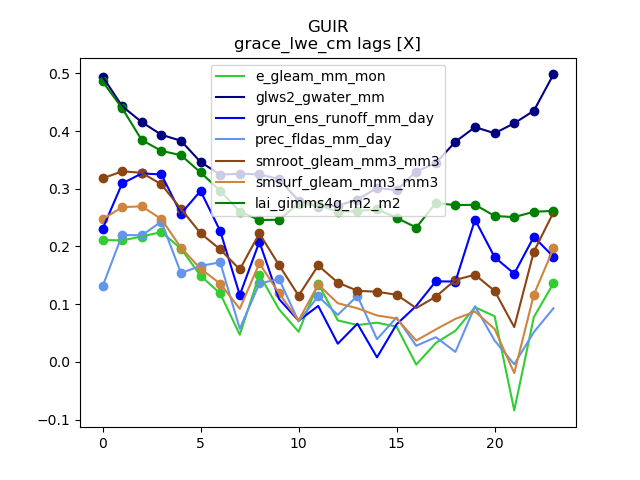 GUIR
grace_lwe_cm lags [X]
0.5
0.4
0.3
0.2
0.1
0.0
−0.1
e_gleam_mm_mon
glws2_gwater_mm
grun_ens_runoff_mm_day
prec_fldas_mm_day
smroot_gleam_mm3_mm3
smsurf_gleam_mm3_mm3
lai_gimms4g_m2_m2
0 5 10 15 20